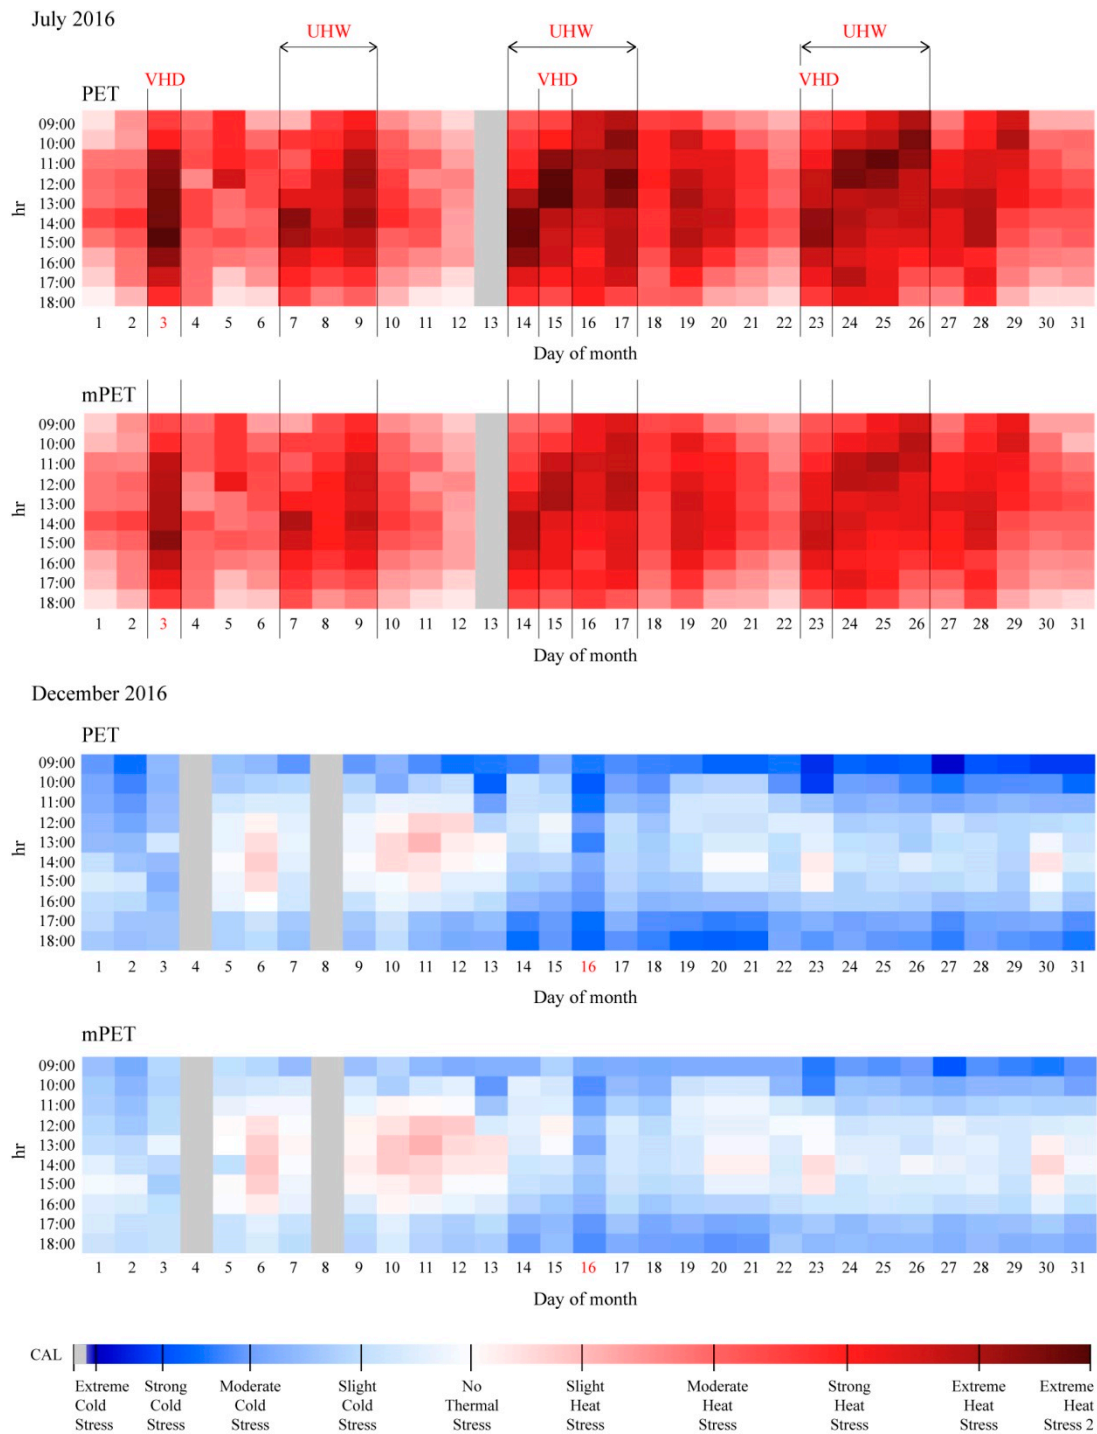 July 2016
UHW UHW UHW
VHD VHD VHD
PET
09:00
10:00
11:00
12:00
13:00
14:00
15:00
16:00
17:00
18:00
hr
1 2 3 4 5 6 7 8 9 10 11 12 13 14 15 16 17 18 19 20 21 22 23 24 25 26 27 28 29 30 31
Day of month
mPET
09:00
10:00
11:00
12:00
13:00
14:00
15:00
16:00
17:00
18:00
hr
1 2 3 4 5 6 7 8 9 10 11 12 13 14 15 16 17 18 19 20 21 22 23 24 25 26 27 28 29 30 31
Day of month
December 2016
PET
09:00
10:00
11:00
12:00
13:00
14:00
15:00
16:00
17:00
18:00
hr
1 2 3 4 5 6 7 8 9 10 11 12 13 14 15 16 17 18 19 20 21 22 23 24 25 26 27 28 29 30 31
Day of month
mPET
09:00
10:00
11:00
12:00
13:00
14:00
15:00
16:00
17:00
18:00
hr
1 2 3 4 5 6 7 8 9 10 11 12 13 14 15 16 17 18 19 20 21 22 23 24 25 26 27 28 29 30 31
Day of month
CAL
Extreme
Cold
Stress
Strong
Cold
Stress
Moderate
Cold
Stress
Slight
Cold
Stress
No
Thermal
Stress
Slight
Heat
Stress
Moderate
Heat
Stress
Strong
Heat
Stress
Extreme
Heat
Stress
Extreme
Heat
Stress 2